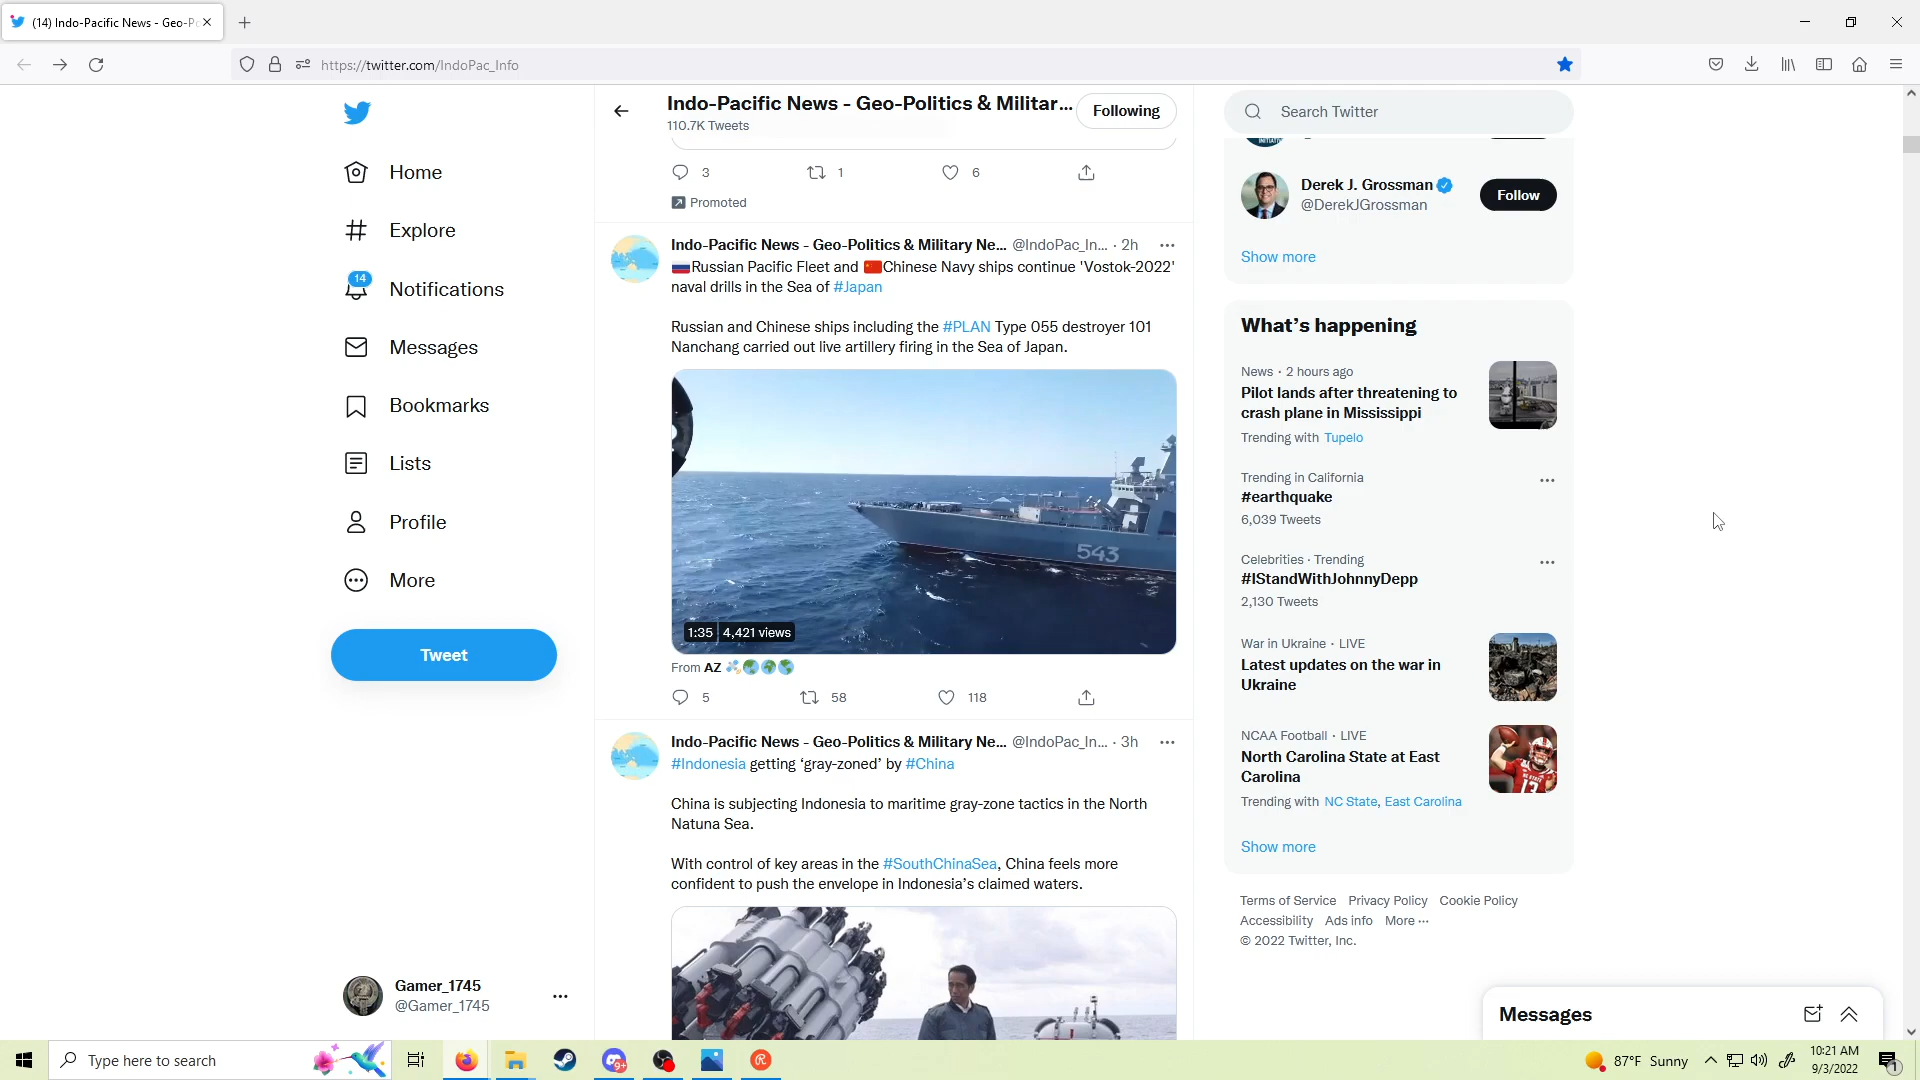 (14) Indo-Pacific News - Geo-Po
https://twitter.com/IndoPac_Info
Home
Explore
14
Notifications
Messages
Bookmarks
Lists
Profile
More
Tweet
Gamer_1745
@Gamer_1745
Indo-Pacific News - Geo-Politics & Militar...
110.7K Tweets
Following
3 1 6
Promoted
Indo-Pacific News - Geo-Politics & Military Ne... @IndoPac_In... · 2h
Russian Pacific Fleet and Chinese Navy ships continue 'Vostok-2022'
naval drills in the Sea of #Japan
Russian and Chinese ships including the #PLAN Type 055 destroyer 101
Nanchang carried out live artillery firing in the Sea of Japan.
543
1:35 4,421 views
From AZ
5 58 118
Indo-Pacific News - Geo-Politics & Military Ne... @IndoPac_In... · 3h
#Indonesia getting ‘gray-zoned’ by #China
China is subjecting Indonesia to maritime gray-zone tactics in the North
Natuna Sea.
With control of key areas in the #SouthChinaSea, China feels more
confident to push the envelope in Indonesia’s claimed waters.
Search Twitter
Derek J. Grossman
@DerekJGrossman
Follow
Show more
What’s happening
News · 2 hours ago
Pilot lands after threatening to
crash plane in Mississippi
Trending with Tupelo
Trending in California
#earthquake
6,039 Tweets
Celebrities · Trending
#IStandWithJohnnyDepp
2,130 Tweets
War in Ukraine · LIVE
Latest updates on the war in
Ukraine
NCAA Football · LIVE
North Carolina State at East
Carolina
Trending with NC State, East Carolina
Show more
Terms of Service Privacy Policy Cookie Policy
Accessibility Ads info More ···
© 2022 Twitter, Inc.
Messages
Type here to search
9+
87°F Sunny
10:21 AM
9/3/2022
1